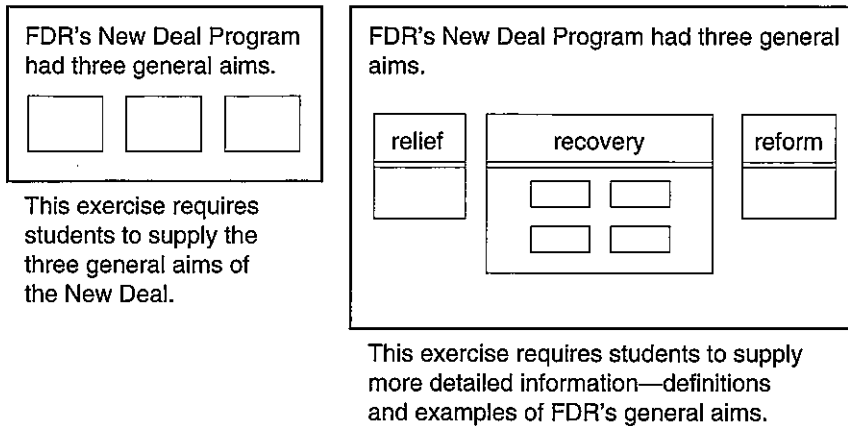 FDR's New Deal Program
had three general aims.
This exercise requires
students to supply the
three general aims of
the New Deal.
FDR's New Deal Program had three general
aims.
relief
recovery
reform
This exercise requires students to supply
more detailed information—definitions
and examples of FDR's general aims.